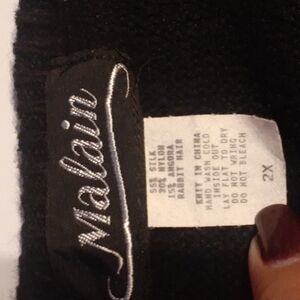 Malain
55% SILK
30% NYLON
15% ANGORA
RABBIT HAIR
KNIT IN CHINA
HAND WASH COLD
INSIDE OUT
LAY FLAT TO DRY
DO NOT WRING
DO NOT BLEACH
2X